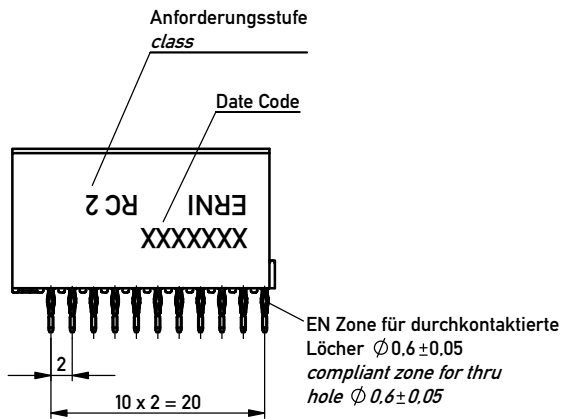 Anforderungsstufe
class
Date Code
ERNI RC 2
XXXXXXX
EN Zone für durchkontaktierte
Löcher ∅ 0,6 ±0,05
compliant zone for thru
hole ∅ 0,6±0,05
2
10 x 2 = 20